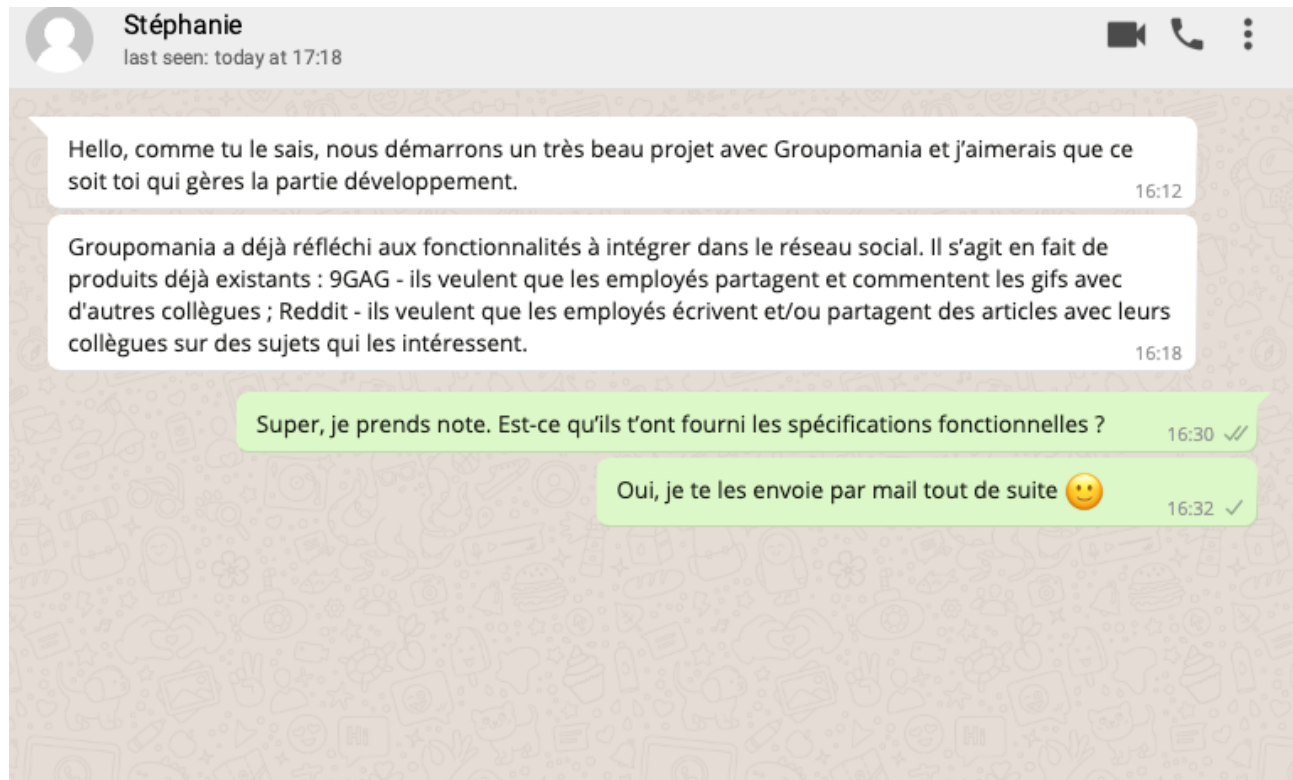 Stéphanie
last seen: today at 17:18
Hello, comme tu le sais, nous démarrons un très beau projet avec Groupomania et j’aimerais que ce
soit toi qui gères la partie développement.
16:12
Groupomania a déjà réfléchi aux fonctionnalités à intégrer dans le réseau social. Il s’agit en fait de
produits déjà existants : 9GAG - ils veulent que les employés partagent et commentent les gifs avec
d'autres collègues ; Reddit - ils veulent que les employés écrivent et/ou partagent des articles avec leurs
collègues sur des sujets qui les intéressent.
16:18
Super, je prends note. Est-ce qu’ils t’ont fourni les spécifications fonctionnelles ?
16:30
Oui, je te les envoie par mail tout de suite 🙂
16:32